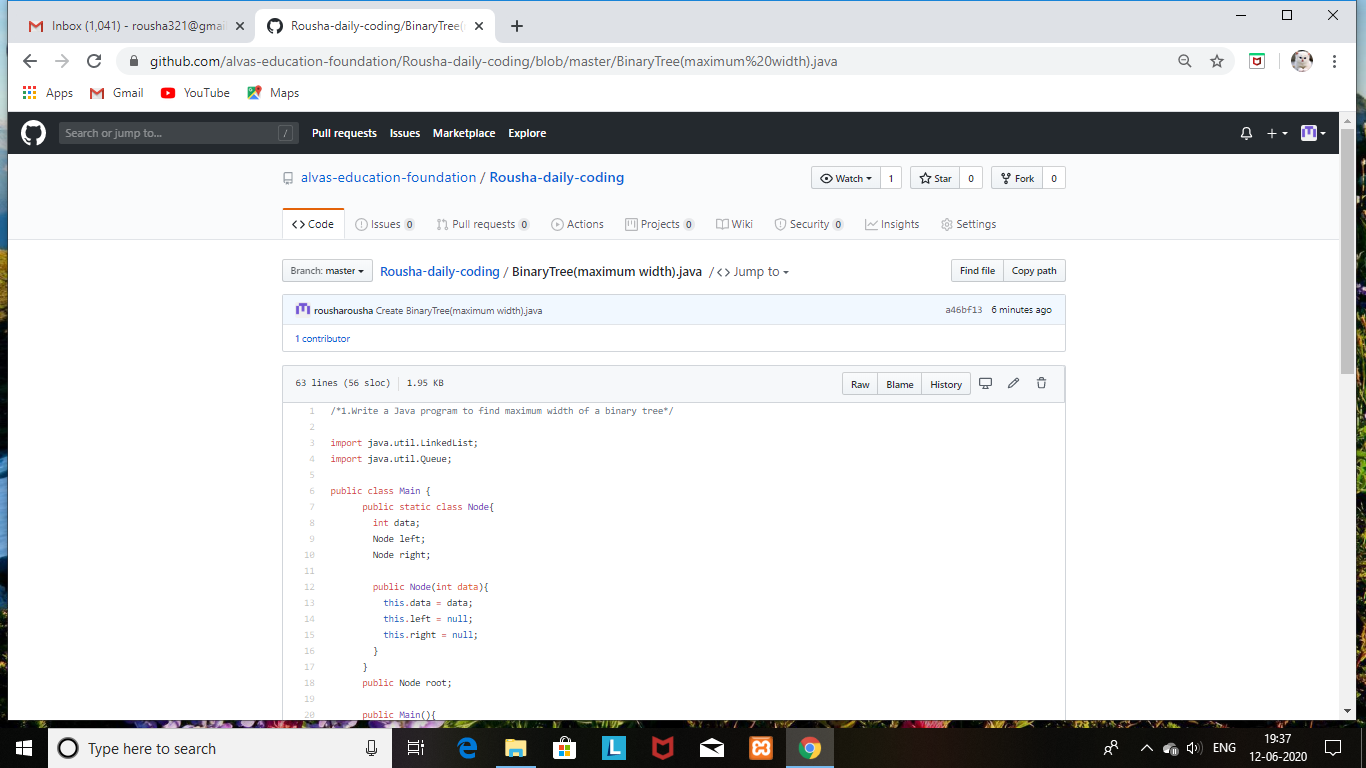 Inbox (1,041) - rousha321@gmai
Rousha-daily-coding/BinaryTree(
github.com/alvas-education-foundation/Rousha-daily-coding/blob/master/BinaryTree(maximum%20width).java
Apps Gmail YouTube Maps
Search or jump to... /
Pull requests Issues Marketplace Explore
alvas-education-foundation / Rousha-daily-coding
Watch 1 Star 0 Fork 0
Code Issues 0 Pull requests 0 Actions Projects 0 Wiki Security 0 Insights Settings
Branch: master Rousha-daily-coding / BinaryTree(maximum width).java / <> Jump to
Find file Copy path
rousharousha Create BinaryTree(maximum width).java
a46bf13 6 minutes ago
1 contributor
63 lines (56 sloc) 1.95 KB
Raw Blame History
1 /*1.Write a Java program to find maximum width of a binary tree*/
2
3 import java.util.LinkedList;
4 import java.util.Queue;
5
6 public class Main {
7 public static class Node{
8 int data;
9 Node left;
10 Node right;
11
12 public Node(int data){
13 this.data = data;
14 this.left = null;
15 this.right = null;
16 }
17 }
18 public Node root;
19
20 public Main(){
Type here to search
ENG
19:37
12-06-2020